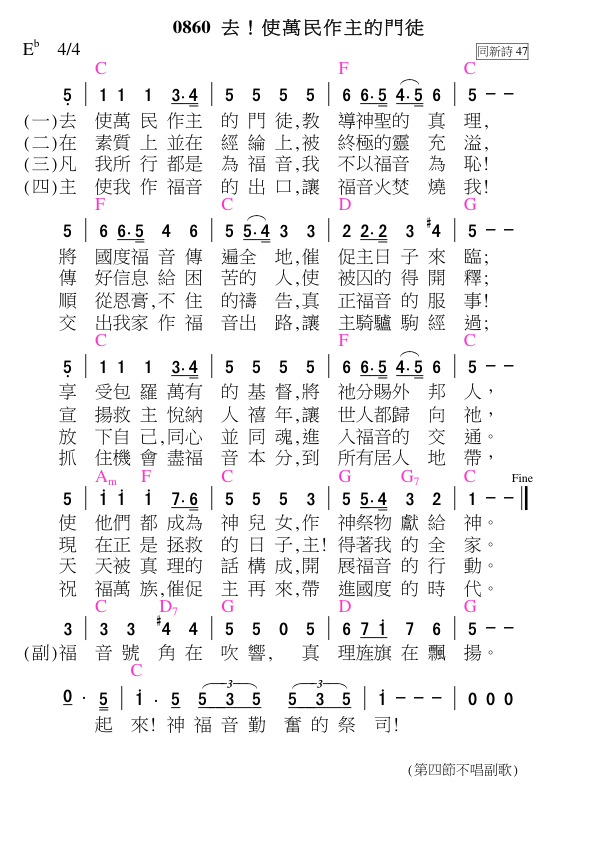 0860 去！使萬民作主的門徒
E♭ 4/4 同新詩 47
C F C
5̣ | 1 1 1 3·4 | 5 5 5 5 | 6 6·5 4·5 6 | 5 − −
(一)去 使萬 民 作主 的 門 徒,教 導神聖的 真 理,
(二)在 素質 上 並在 經 綸 上,被 終極的靈 充 溢,
(三)凡 我所 行 都是 為 福 音,我 不以福音 為 恥!
(四)主 使我 作 福音 的 出 口,讓 福音火焚 燒 我!
F C D G
5 | 6 6·5 4 6 | 5 5·4 3 3 | 2 2·2 3 ♯4 | 5 − −
將 國度福 音 傳 遍全 地,催 促主日 子 來 臨;
傳 好信息 給 困 苦的 人,使 被囚的 得 開 釋;
順 從恩膏,不 住 的禱 告,真 正福音 的 服 事!
交 出我家 作 福 音出 路,讓 主騎驢 駒 經 過;
C F C
5̣ | 1 1 1 3·4 | 5 5 5 5 | 6 6·5 4·5 6 | 5 − −
享 受包 羅 萬有 的 基 督,將 祂分賜外 邦 人，
宣 揚救 主 悅納 人 禧 年,讓 世人都歸 向 祂，
放 下自 己,同心 並 同 魂,進 入福音的 交 通。
抓 住機 會 盡福 音 本 分,到 所有居人 地 帶，
Am F C G G7 C Fine
5 | i i i 7·6 | 5 5 5 3 | 5 5·4 3 2 | 1 − −
使 他們 都 成為 神 兒 女,作 神祭物 獻 給 神。
現 在正 是 拯救 的 日 子,主! 得著我 的 全 家。
天 天被 真 理的 話 構 成,開 展福音 的 行 動。
祝 福萬 族,催促 主 再 來,帶 進國度 的 時 代。
C D7 G D G
3 | 3 3 ♯4 4 | 5 5 0 5 | 6 7 i 7 6 | 5 − −
(副)福 音 號 角 在 吹 響, 真 理旌旗 在 飄 揚。
C
0 · 5 | i · 5 5 3 5 5 3 5 | i − − − | 0 0 0
3 3
起 來! 神 福 音 勤 奮 的 祭 司!
(第四節不唱副歌)